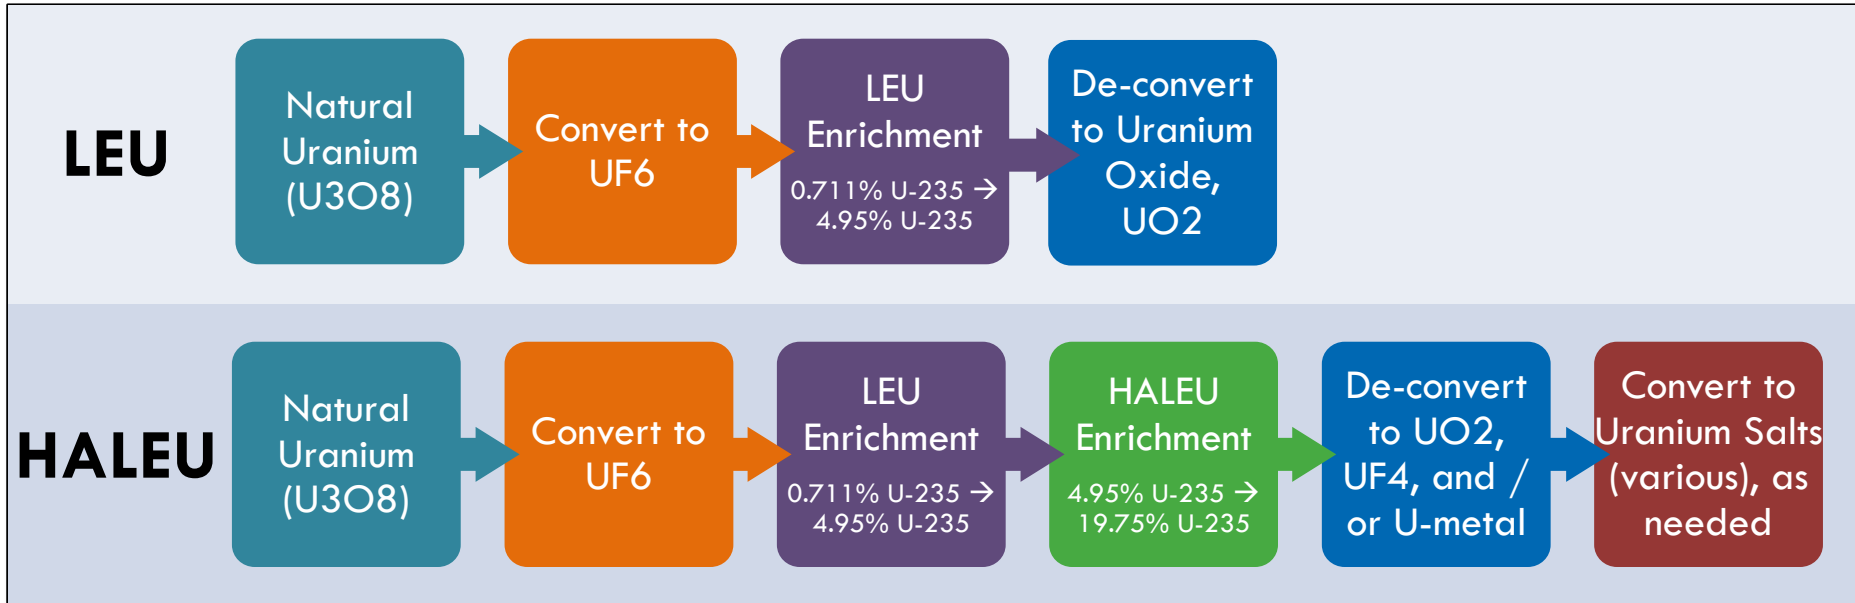 LEU
Natural
Uranium
(U3O8)
Convert to
UF6
LEU
Enrichment
0.711% U-235 →
4.95% U-235
De-convert
to Uranium
Oxide,
UO2
HALEU
Natural
Uranium
(U3O8)
Convert to
UF6
LEU
Enrichment
0.711% U-235 →
4.95% U-235
HALEU
Enrichment
4.95% U-235 →
19.75% U-235
De-convert
to UO2,
UF4, and /
or U-metal
Convert to
Uranium Salts
(various), as
needed